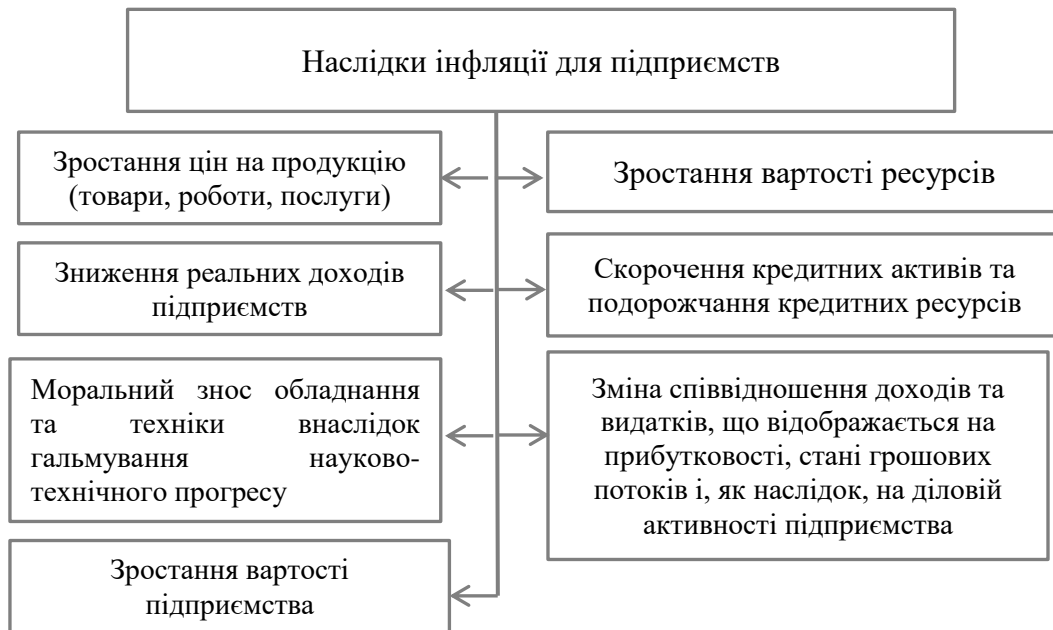 Наслідки інфляції для підприємств
Зростання цін на продукцію
(товари, роботи, послуги)
Зростання вартості ресурсів
Зниження реальних доходів
підприємств
Скорочення кредитних активів та
подорожчання кредитних ресурсів
Моральний знос обладнання
та техніки внаслідок
гальмування науково-
технічного прогресу
Зміна співвідношення доходів та
видатків, що відображається на
прибутковості, стані грошових
потоків і, як наслідок, на діловій
активності підприємства
Зростання вартості
підприємства